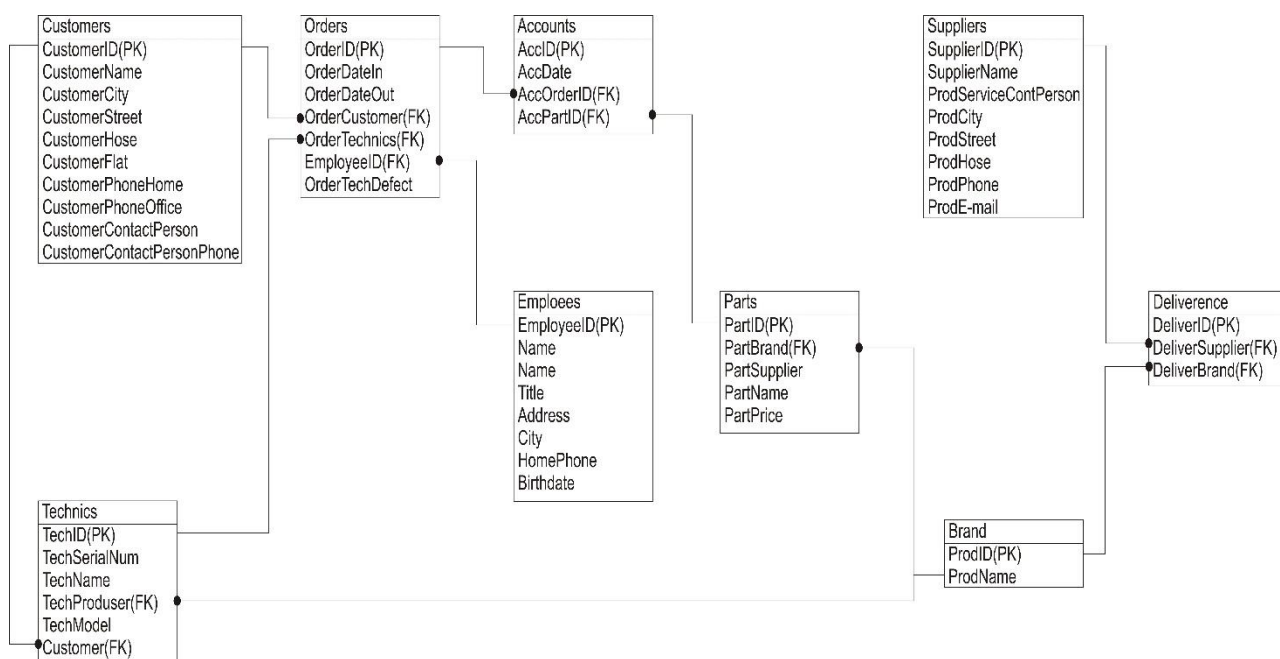 Customers
CustomerID(PK)
CustomerName
CustomerCity
CustomerStreet
CustomerHose
CustomerFlat
CustomerPhoneHome
CustomerPhoneOffice
CustomerContactPerson
CustomerContactPersonPhone
Orders
OrderID(PK)
OrderDateIn
OrderDateOut
OrderCustomer(FK)
OrderTechnics(FK)
EmployeeID(FK)
OrderTechDefect
Accounts
AccID(PK)
AccDate
AccOrderID(FK)
AccPartID(FK)
Suppliers
SupplierID(PK)
SupplierName
ProdServiceContPerson
ProdCity
ProdStreet
ProdHose
ProdPhone
ProdE-mail
Emploees
EmployeeID(PK)
Name
Name
Title
Address
City
HomePhone
Birthdate
Parts
PartID(PK)
PartBrand(FK)
PartSupplier
PartName
PartPrice
Deliverence
DeliverID(PK)
DeliverSupplier(FK)
DeliverBrand(FK)
Technics
TechID(PK)
TechSerialNum
TechName
TechProduser(FK)
TechModel
Customer(FK)
Brand
ProdID(PK)
ProdName